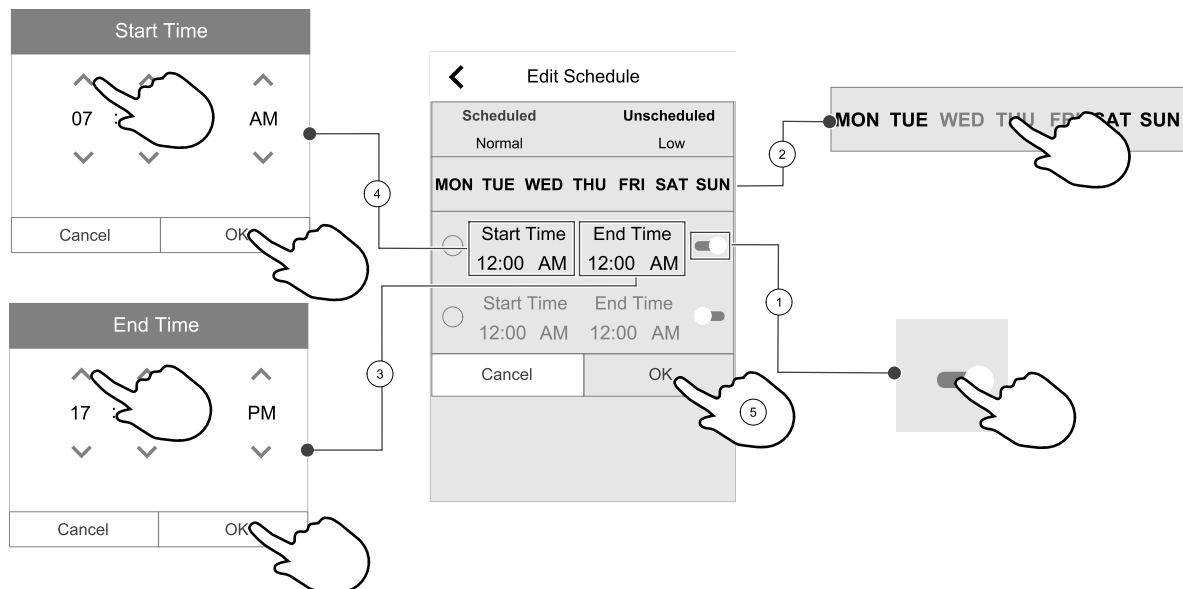 Start Time
07 : AM
Cancel OK
4
End Time
17 : PM
Cancel OK
3
Edit Schedule
Scheduled Unscheduled
Normal Low
MON TUE WED THU FRI SAT SUN
Start Time End Time
12:00 AM 12:00 AM
Start Time End Time
12:00 AM 12:00 AM
Cancel OK
5
2
MON TUE WED THU FRI SAT SUN
1